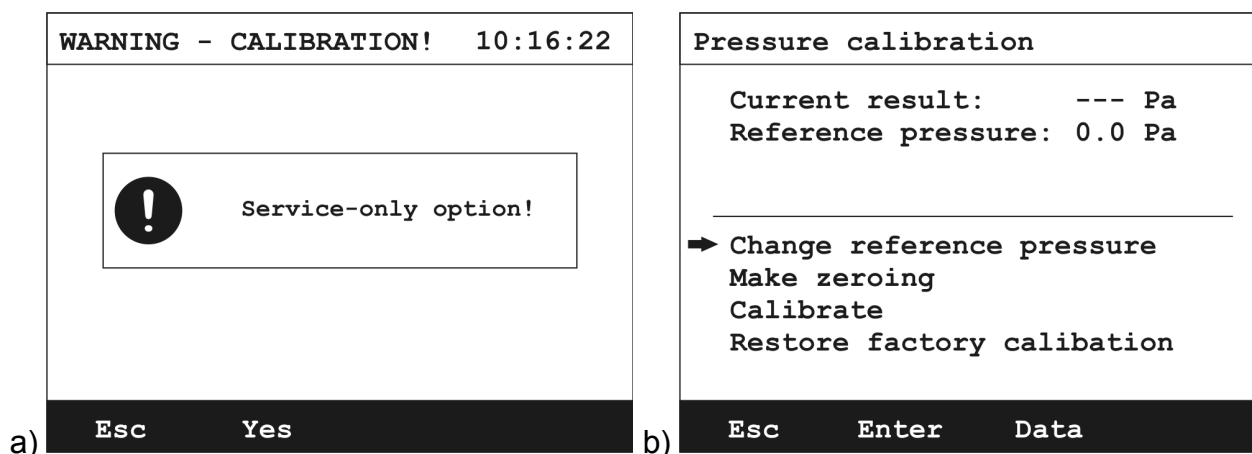 WARNING - CALIBRATION! 10:16:22
Service-only option!
Esc Yes
a)
Pressure calibration
Current result: --- Pa
Reference pressure: 0.0 Pa
Change reference pressure
Make zeroing
Calibrate
Restore factory calibation
Esc Enter Data
b)